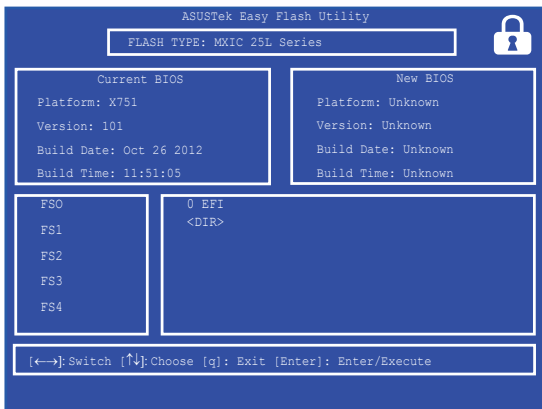 ASUSTek Easy Flash Utility
FLASH TYPE: MXIC 25L Series
Current BIOS
Platform: X751
Version: 101
Build Date: Oct 26 2012
Build Time: 11:51:05
New BIOS
Platform: Unknown
Version: Unknown
Build Date: Unknown
Build Time: Unknown
FSO
FS1
FS2
FS3
FS4
0 EFI
<DIR>
[←→]: Switch [↑↓]: Choose [q]: Exit [Enter]: Enter/Execute